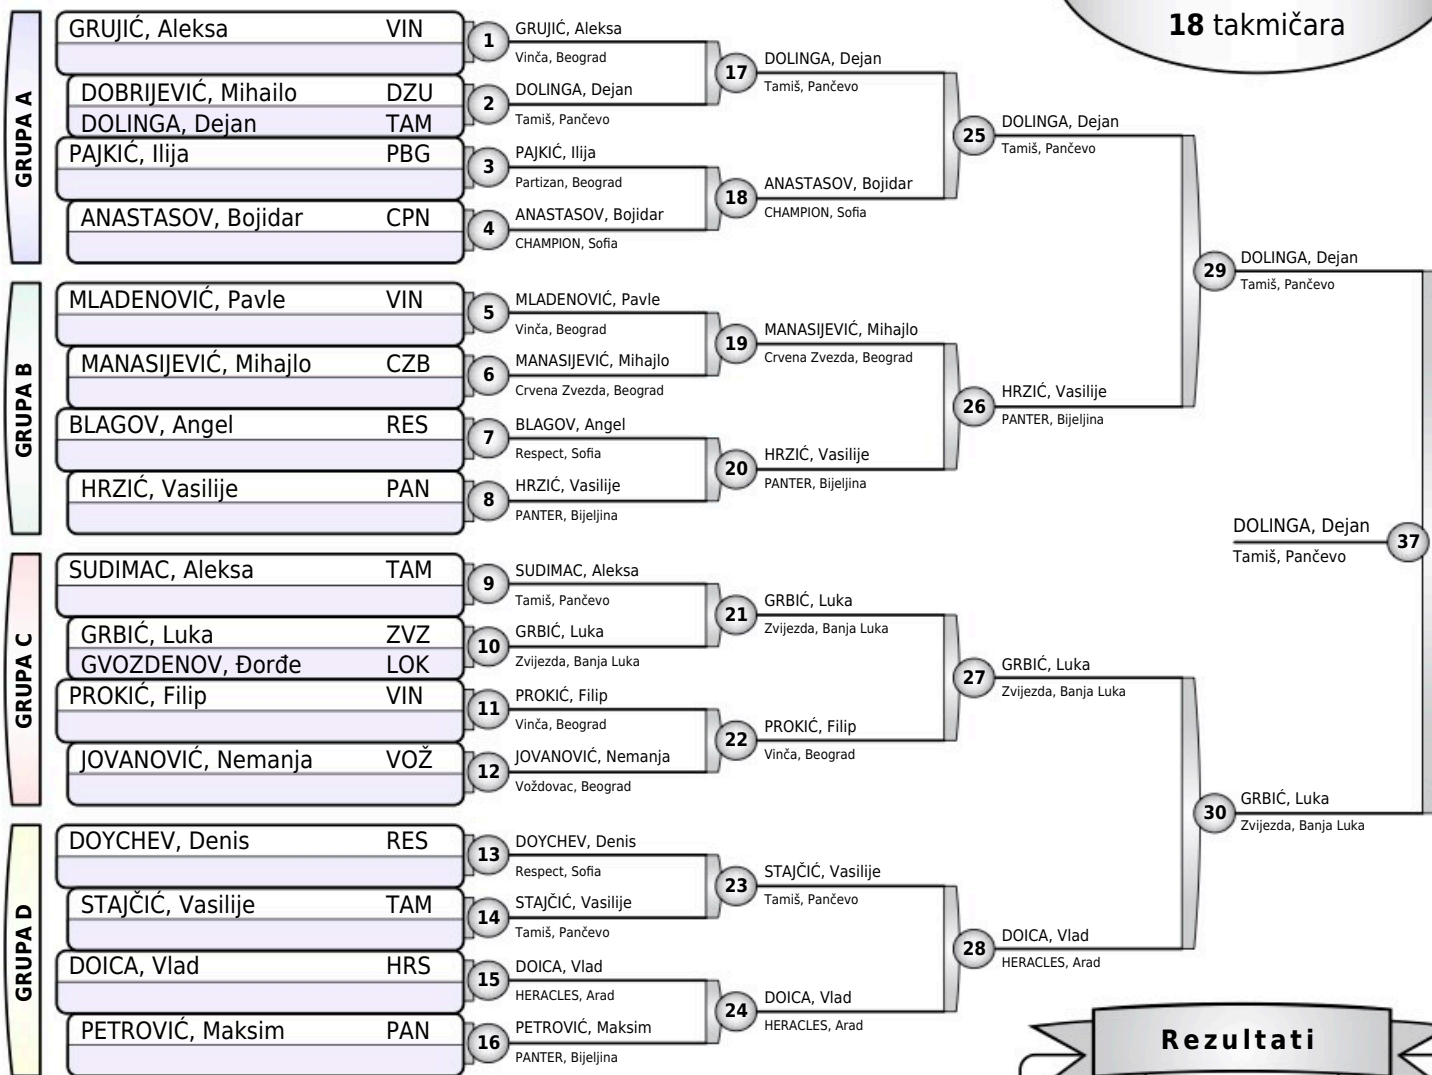 18 takmičara
GRUPA A
GRUJIĆ, Aleksa VIN
DOBRIJEVIĆ, Mihailo DZU
DOLINGA, Dejan TAM
PAJKIĆ, Ilija PBG
ANASTASOV, Bojidar CPN
GRUPA B
MLADENOVIĆ, Pavle VIN
MANASIJEVIĆ, Mihajlo CZB
BLAGOV, Angel RES
HRZIĆ, Vasilije PAN
GRUPA C
SUDIMAC, Aleksa TAM
GRBIĆ, Luka ZVZ
GVOZDENOV, Đorđe LOK
PROKIĆ, Filip VIN
JOVANOVIĆ, Nemanja VOŽ
GRUPA D
DOYCHEV, Denis RES
STAJČIĆ, Vasilije TAM
DOICA, Vlad HRS
PETROVIĆ, Maksim PAN
1 GRUJIĆ, Aleksa
Vinča, Beograd
2 DOLINGA, Dejan
Tamiš, Pančevo
3 PAJKIĆ, Ilija
Partizan, Beograd
4 ANASTASOV, Bojidar
CHAMPION, Sofia
5 MLADENOVIĆ, Pavle
Vinča, Beograd
6 MANASIJEVIĆ, Mihajlo
Crvena Zvezda, Beograd
7 BLAGOV, Angel
Respect, Sofia
8 HRZIĆ, Vasilije
PANTER, Bijeljina
9 SUDIMAC, Aleksa
Tamiš, Pančevo
10 GRBIĆ, Luka
Zvijezda, Banja Luka
11 PROKIĆ, Filip
Vinča, Beograd
12 JOVANOVIĆ, Nemanja
Voždovac, Beograd
13 DOYCHEV, Denis
Respect, Sofia
14 STAJČIĆ, Vasilije
Tamiš, Pančevo
15 DOICA, Vlad
HERACLES, Arad
16 PETROVIĆ, Maksim
PANTER, Bijeljina
17 DOLINGA, Dejan
Tamiš, Pančevo
18 ANASTASOV, Bojidar
CHAMPION, Sofia
19 MANASIJEVIĆ, Mihajlo
Crvena Zvezda, Beograd
20 HRZIĆ, Vasilije
PANTER, Bijeljina
21 GRBIĆ, Luka
Zvijezda, Banja Luka
22 PROKIĆ, Filip
Vinča, Beograd
23 STAJČIĆ, Vasilije
Tamiš, Pančevo
24 DOICA, Vlad
HERACLES, Arad
25 DOLINGA, Dejan
Tamiš, Pančevo
26 HRZIĆ, Vasilije
PANTER, Bijeljina
27 GRBIĆ, Luka
Zvijezda, Banja Luka
28 DOICA, Vlad
HERACLES, Arad
29 DOLINGA, Dejan
Tamiš, Pančevo
30 GRBIĆ, Luka
Zvijezda, Banja Luka
DOLINGA, Dejan 37
Tamiš, Pančevo
Rezultati